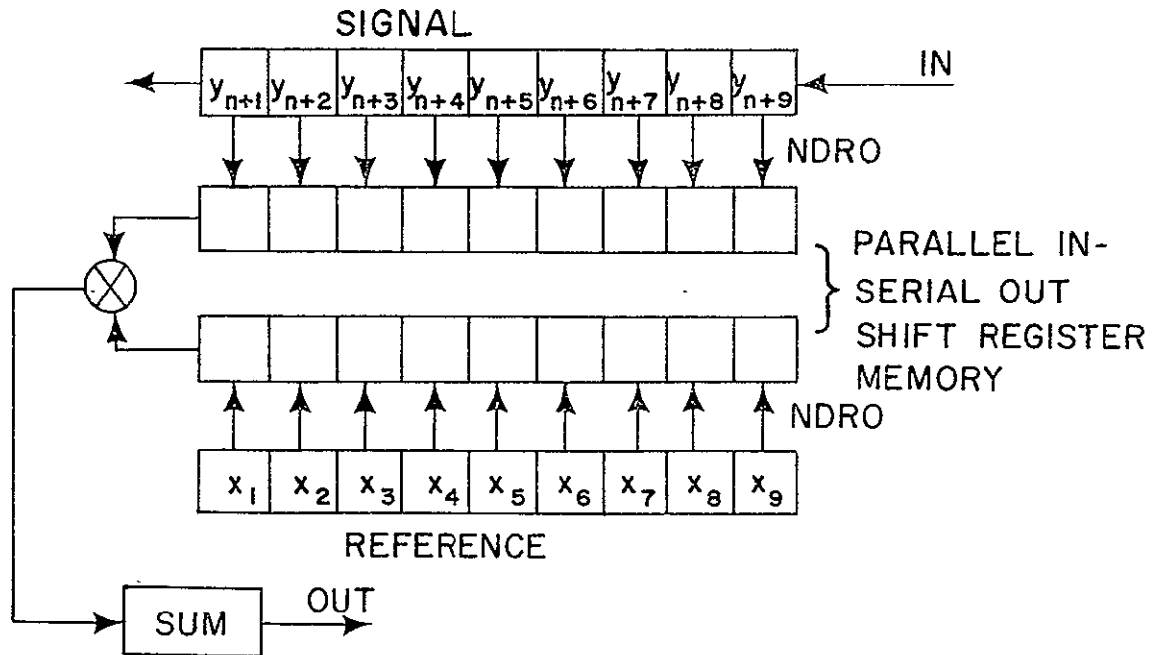 SIGNAL
IN
y_{n+1} y_{n+2} y_{n+3} y_{n+4} y_{n+5} y_{n+6} y_{n+7} y_{n+8} y_{n+9}
NDRO
PARALLEL IN-
SERIAL OUT
SHIFT REGISTER
MEMORY
NDRO
x_1 x_2 x_3 x_4 x_5 x_6 x_7 x_8 x_9
REFERENCE
SUM
OUT